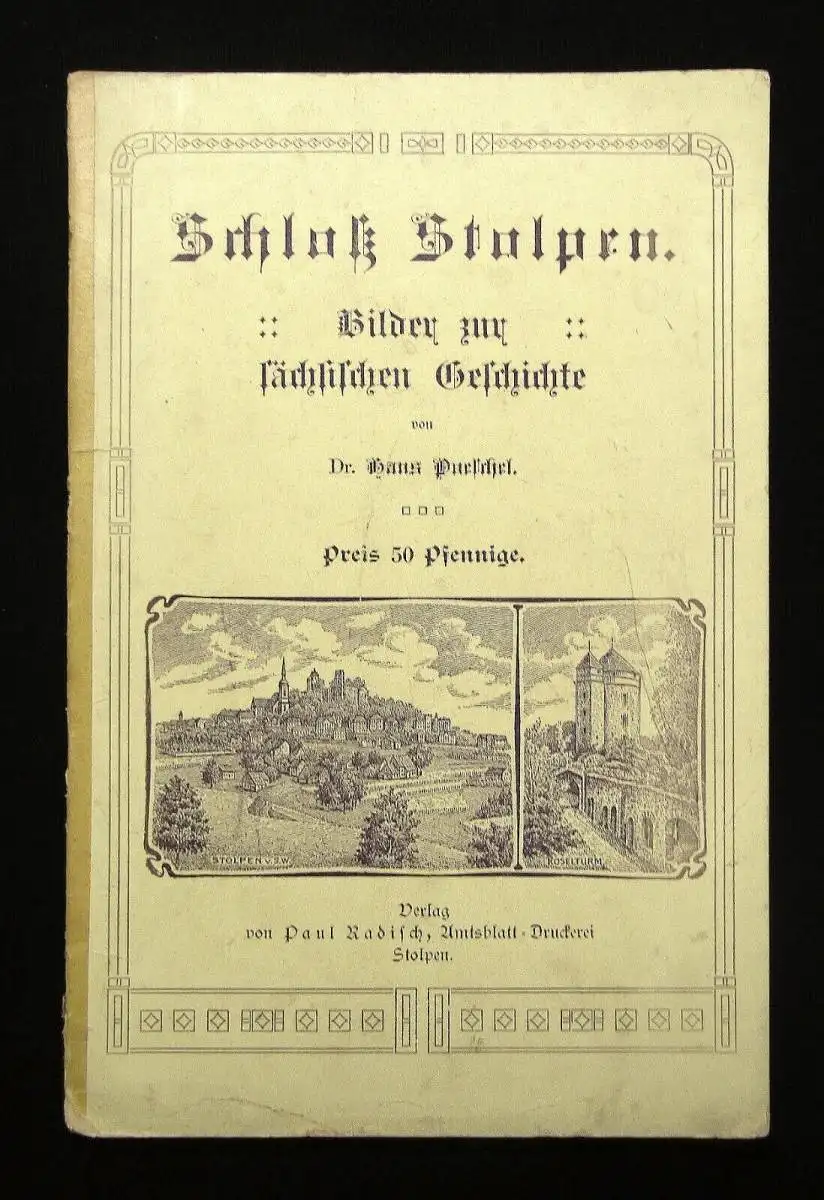 Schloß Stolpen.
:: Bilder zur ::
sächsischen Geschichte
von
Dr. Hans Pueschel.
Preis 50 Pfennige.
STOLPEN v. S.W.
KOSELTURM.
Verlag
von Paul Radisch, Amtsblatt-Druckerei
Stolpen.